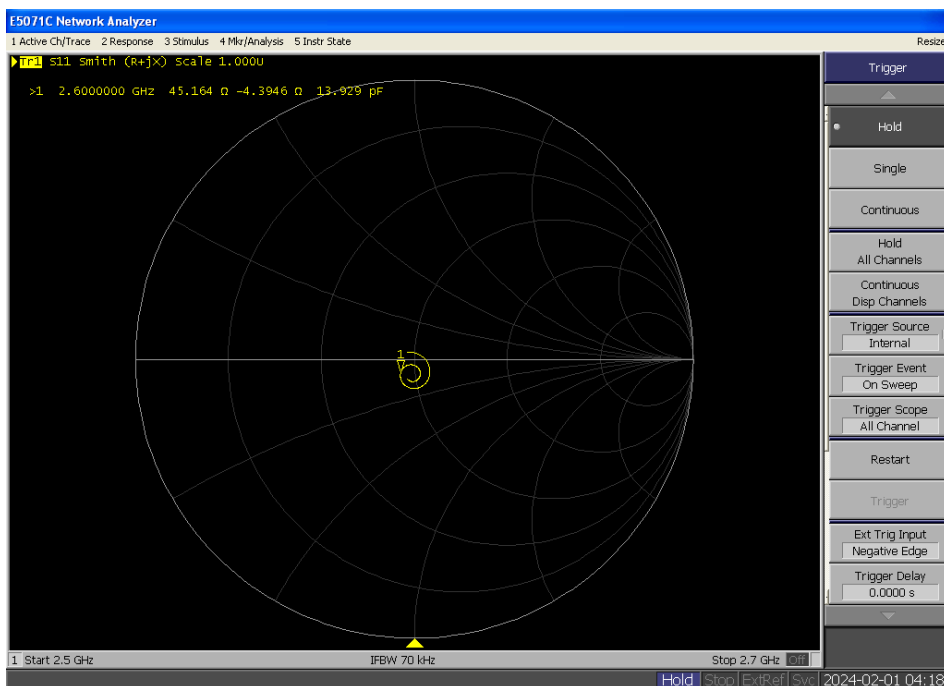 E5071C Network Analyzer
1 Active Ch/Trace 2 Response 3 Stimulus 4 Mkr/Analysis 5 Instr State
Resize
Tr1 S11 Smith (R+jX) Scale 1.000U
>1 2.6000000 GHz 45.164 Ω -4.3946 Ω 13.929 pF
1
Trigger
Hold
Single
Continuous
Hold
All Channels
Continuous
Disp Channels
Trigger Source
Internal
Trigger Event
On Sweep
Trigger Scope
All Channel
Restart
Trigger
Ext Trig Input
Negative Edge
Trigger Delay
0.0000 s
1 Start 2.5 GHz IFBW 70 kHz Stop 2.7 GHz Off
Hold Stop ExtRef Svc 2024-02-01 04:18